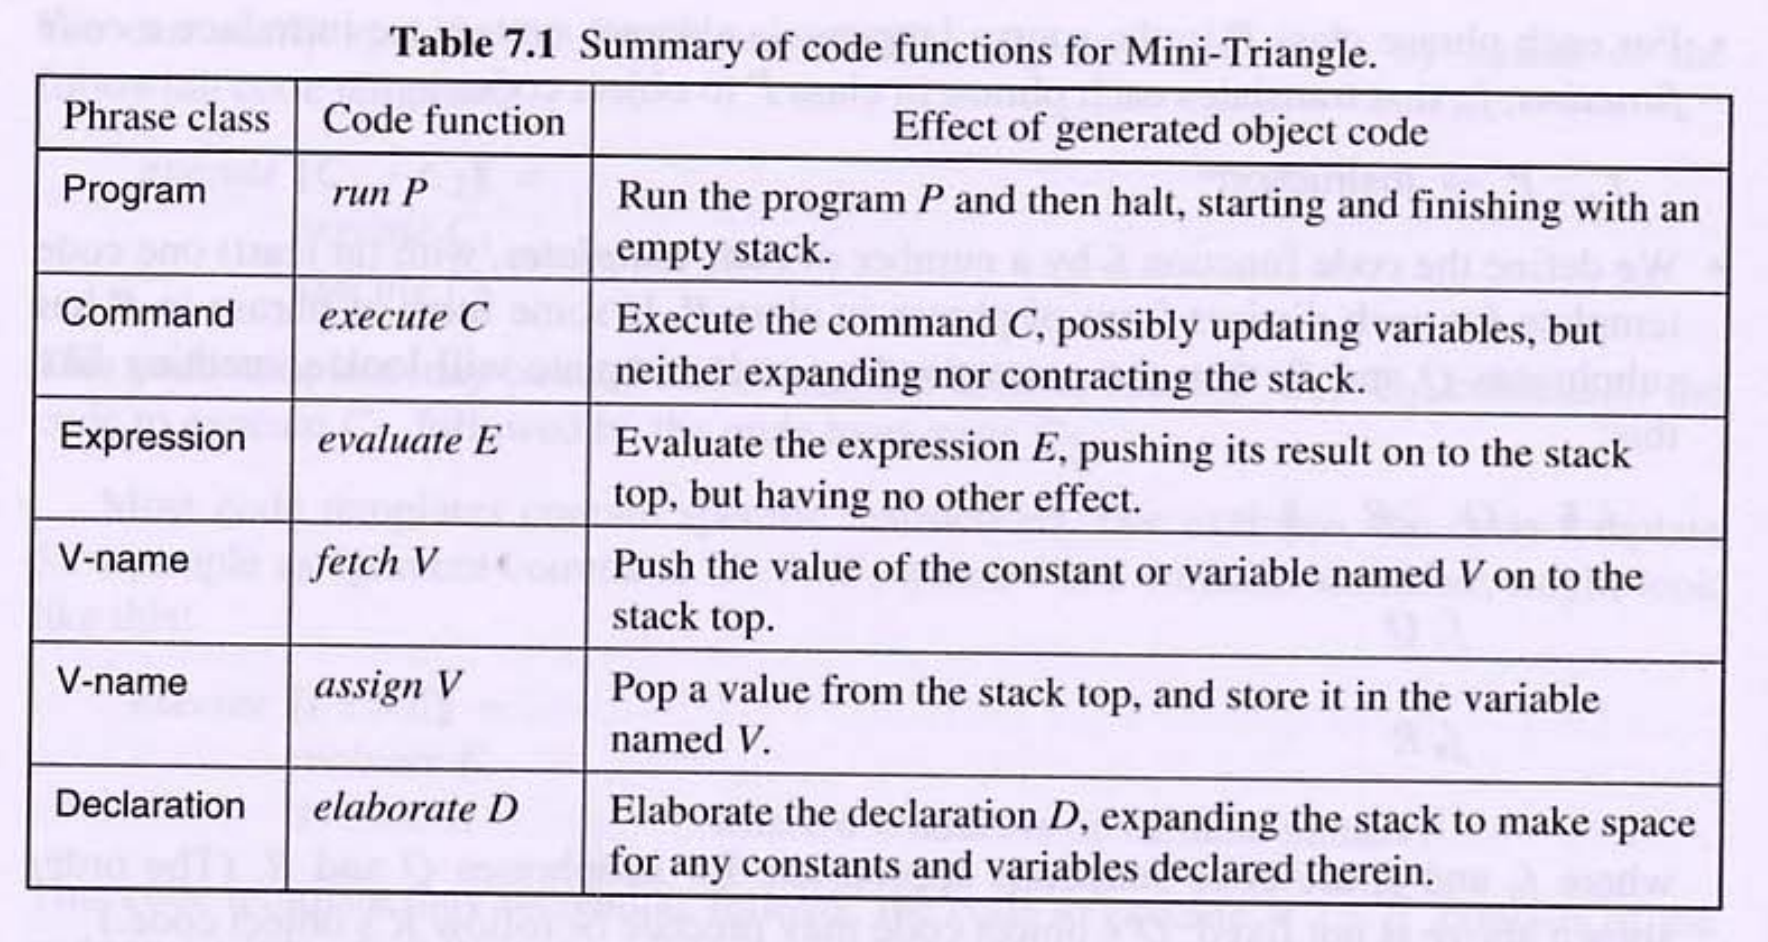 Table 7.1 Summary of code functions for Mini-Triangle.
Phrase class Code function Effect of generated object code
Program run P Run the program P and then halt, starting and finishing with an
empty stack.
Command execute C Execute the command C, possibly updating variables, but
neither expanding nor contracting the stack.
Expression evaluate E Evaluate the expression E, pushing its result on to the stack
top, but having no other effect.
V-name fetch V Push the value of the constant or variable named V on to the
stack top.
V-name assign V Pop a value from the stack top, and store it in the variable
named V.
Declaration elaborate D Elaborate the declaration D, expanding the stack to make space
for any constants and variables declared therein.